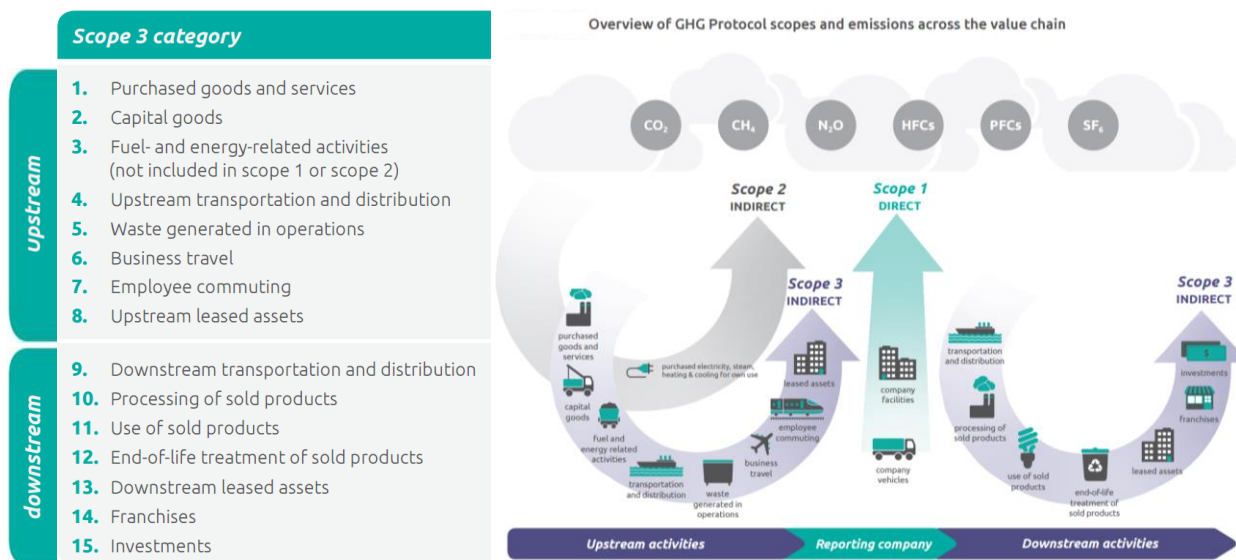 Scope 3 category
Upstream
1. Purchased goods and services
2. Capital goods
3. Fuel- and energy-related activities
(not included in scope 1 or scope 2)
4. Upstream transportation and distribution
5. Waste generated in operations
6. Business travel
7. Employee commuting
8. Upstream leased assets
downstream
9. Downstream transportation and distribution
10. Processing of sold products
11. Use of sold products
12. End-of-life treatment of sold products
13. Downstream leased assets
14. Franchises
15. Investments
Overview of GHG Protocol scopes and emissions across the value chain
CO₂
CH₄
N₂O
HFCs
PFCs
SF₆
Scope 2
INDIRECT
Scope 1
DIRECT
Scope 3
INDIRECT
Scope 3
INDIRECT
purchased
goods and
services
capital
goods
fuel and
energy related
activities
transportation
and distribution
waste
generated in
operations
business
travel
employee
commuting
leased assets
purchased electricity, steam,
heating & cooling for own use
company
facilities
company
vehicles
transportation
and distribution
processing of
sold products
use of sold
products
end-of-life
treatment of
sold products
leased assets
franchises
investments
$
Upstream activities
Reporting company
Downstream activities